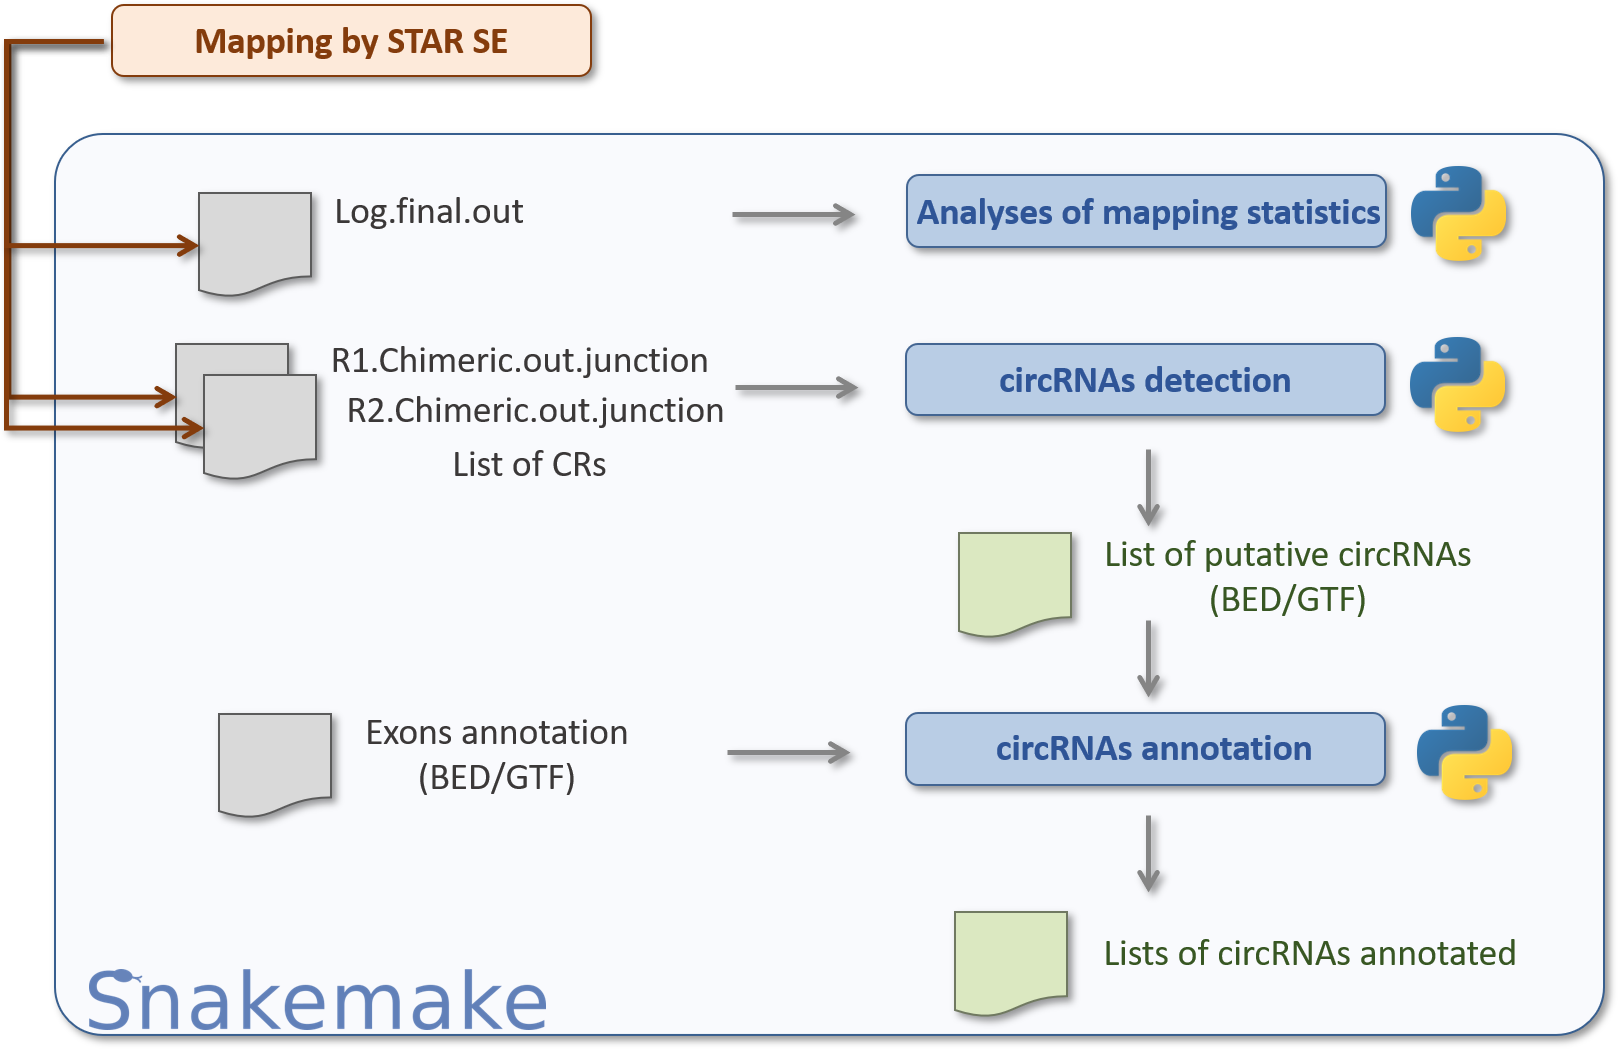 Mapping by STAR SE
Log.final.out
Analyses of mapping statistics
R1.Chimeric.out.junction
R2.Chimeric.out.junction
List of CRs
circRNAs detection
List of putative circRNAs
(BED/GTF)
Exons annotation
(BED/GTF)
circRNAs annotation
Lists of circRNAs annotated
Snakemake